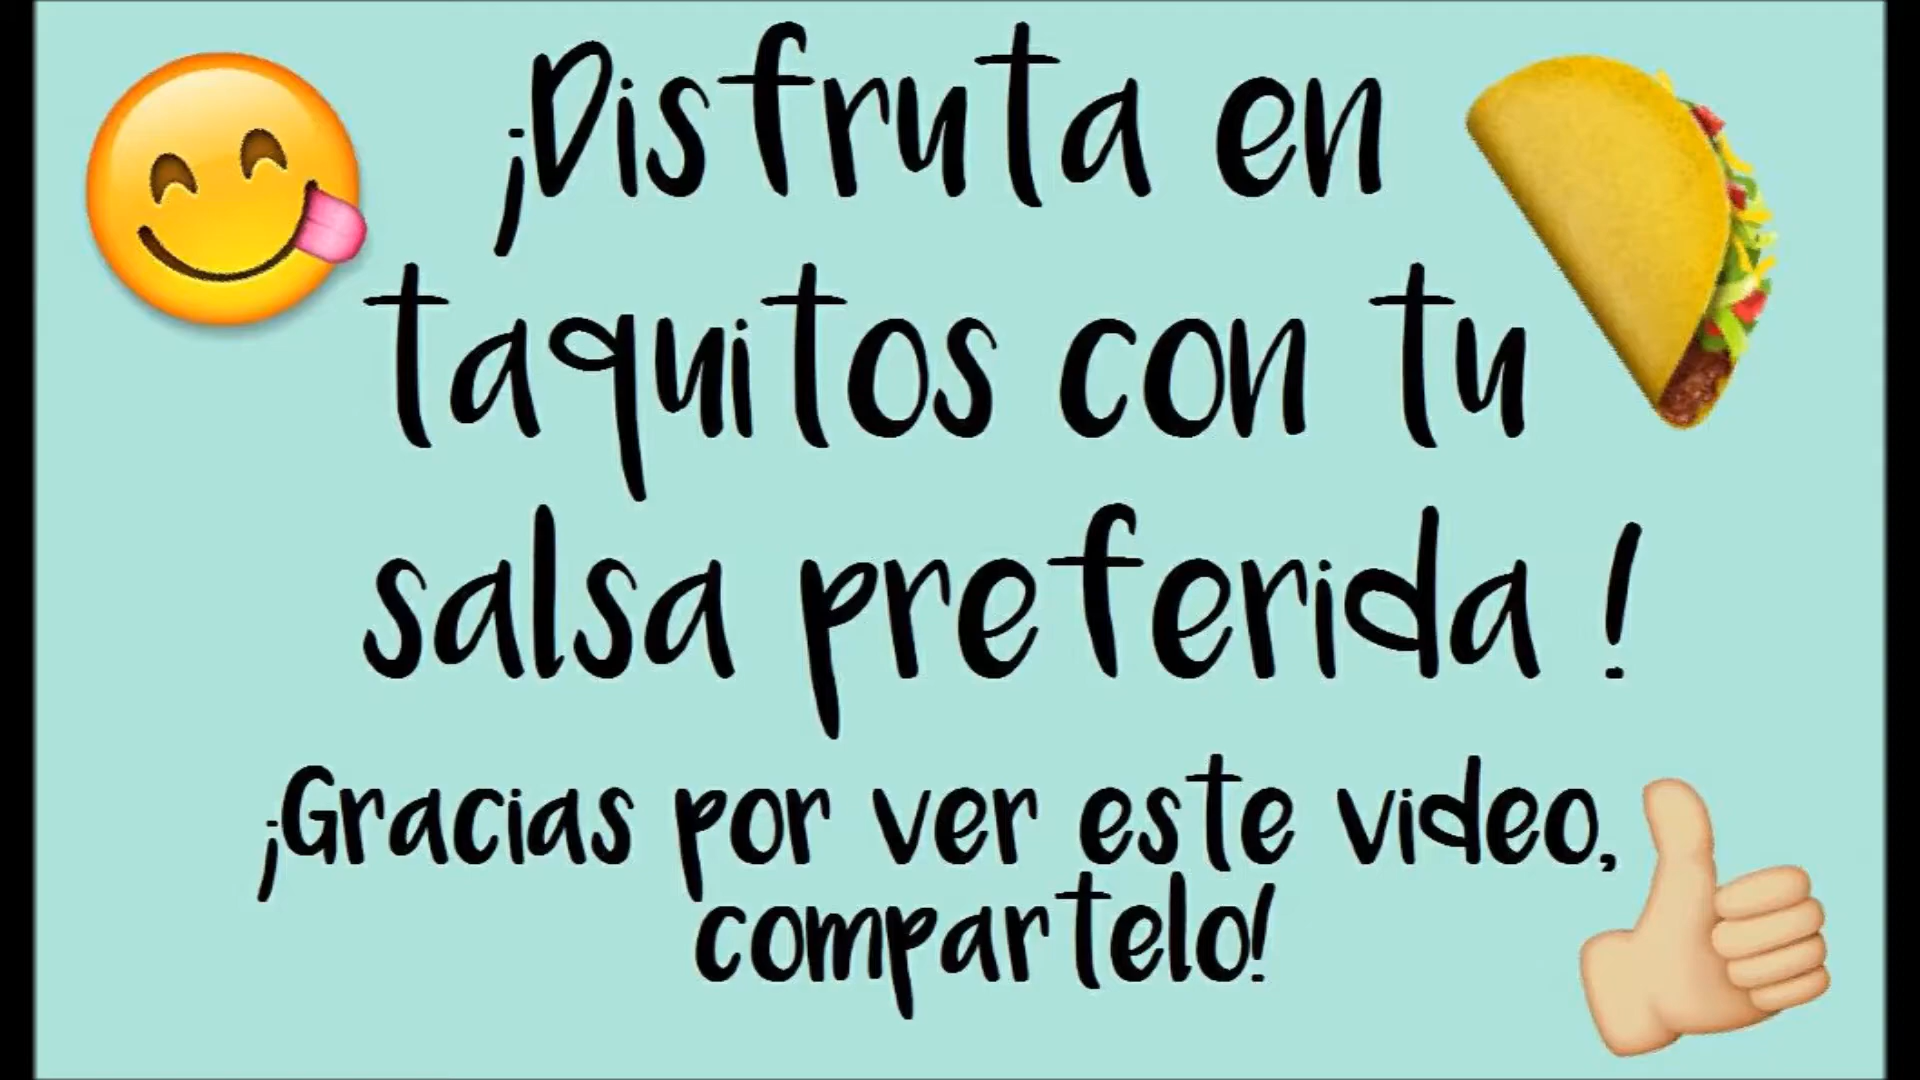 ¡Disfruta en
taquitos con tu
salsa preferida !
¡Gracias por ver este video,
compartelo!